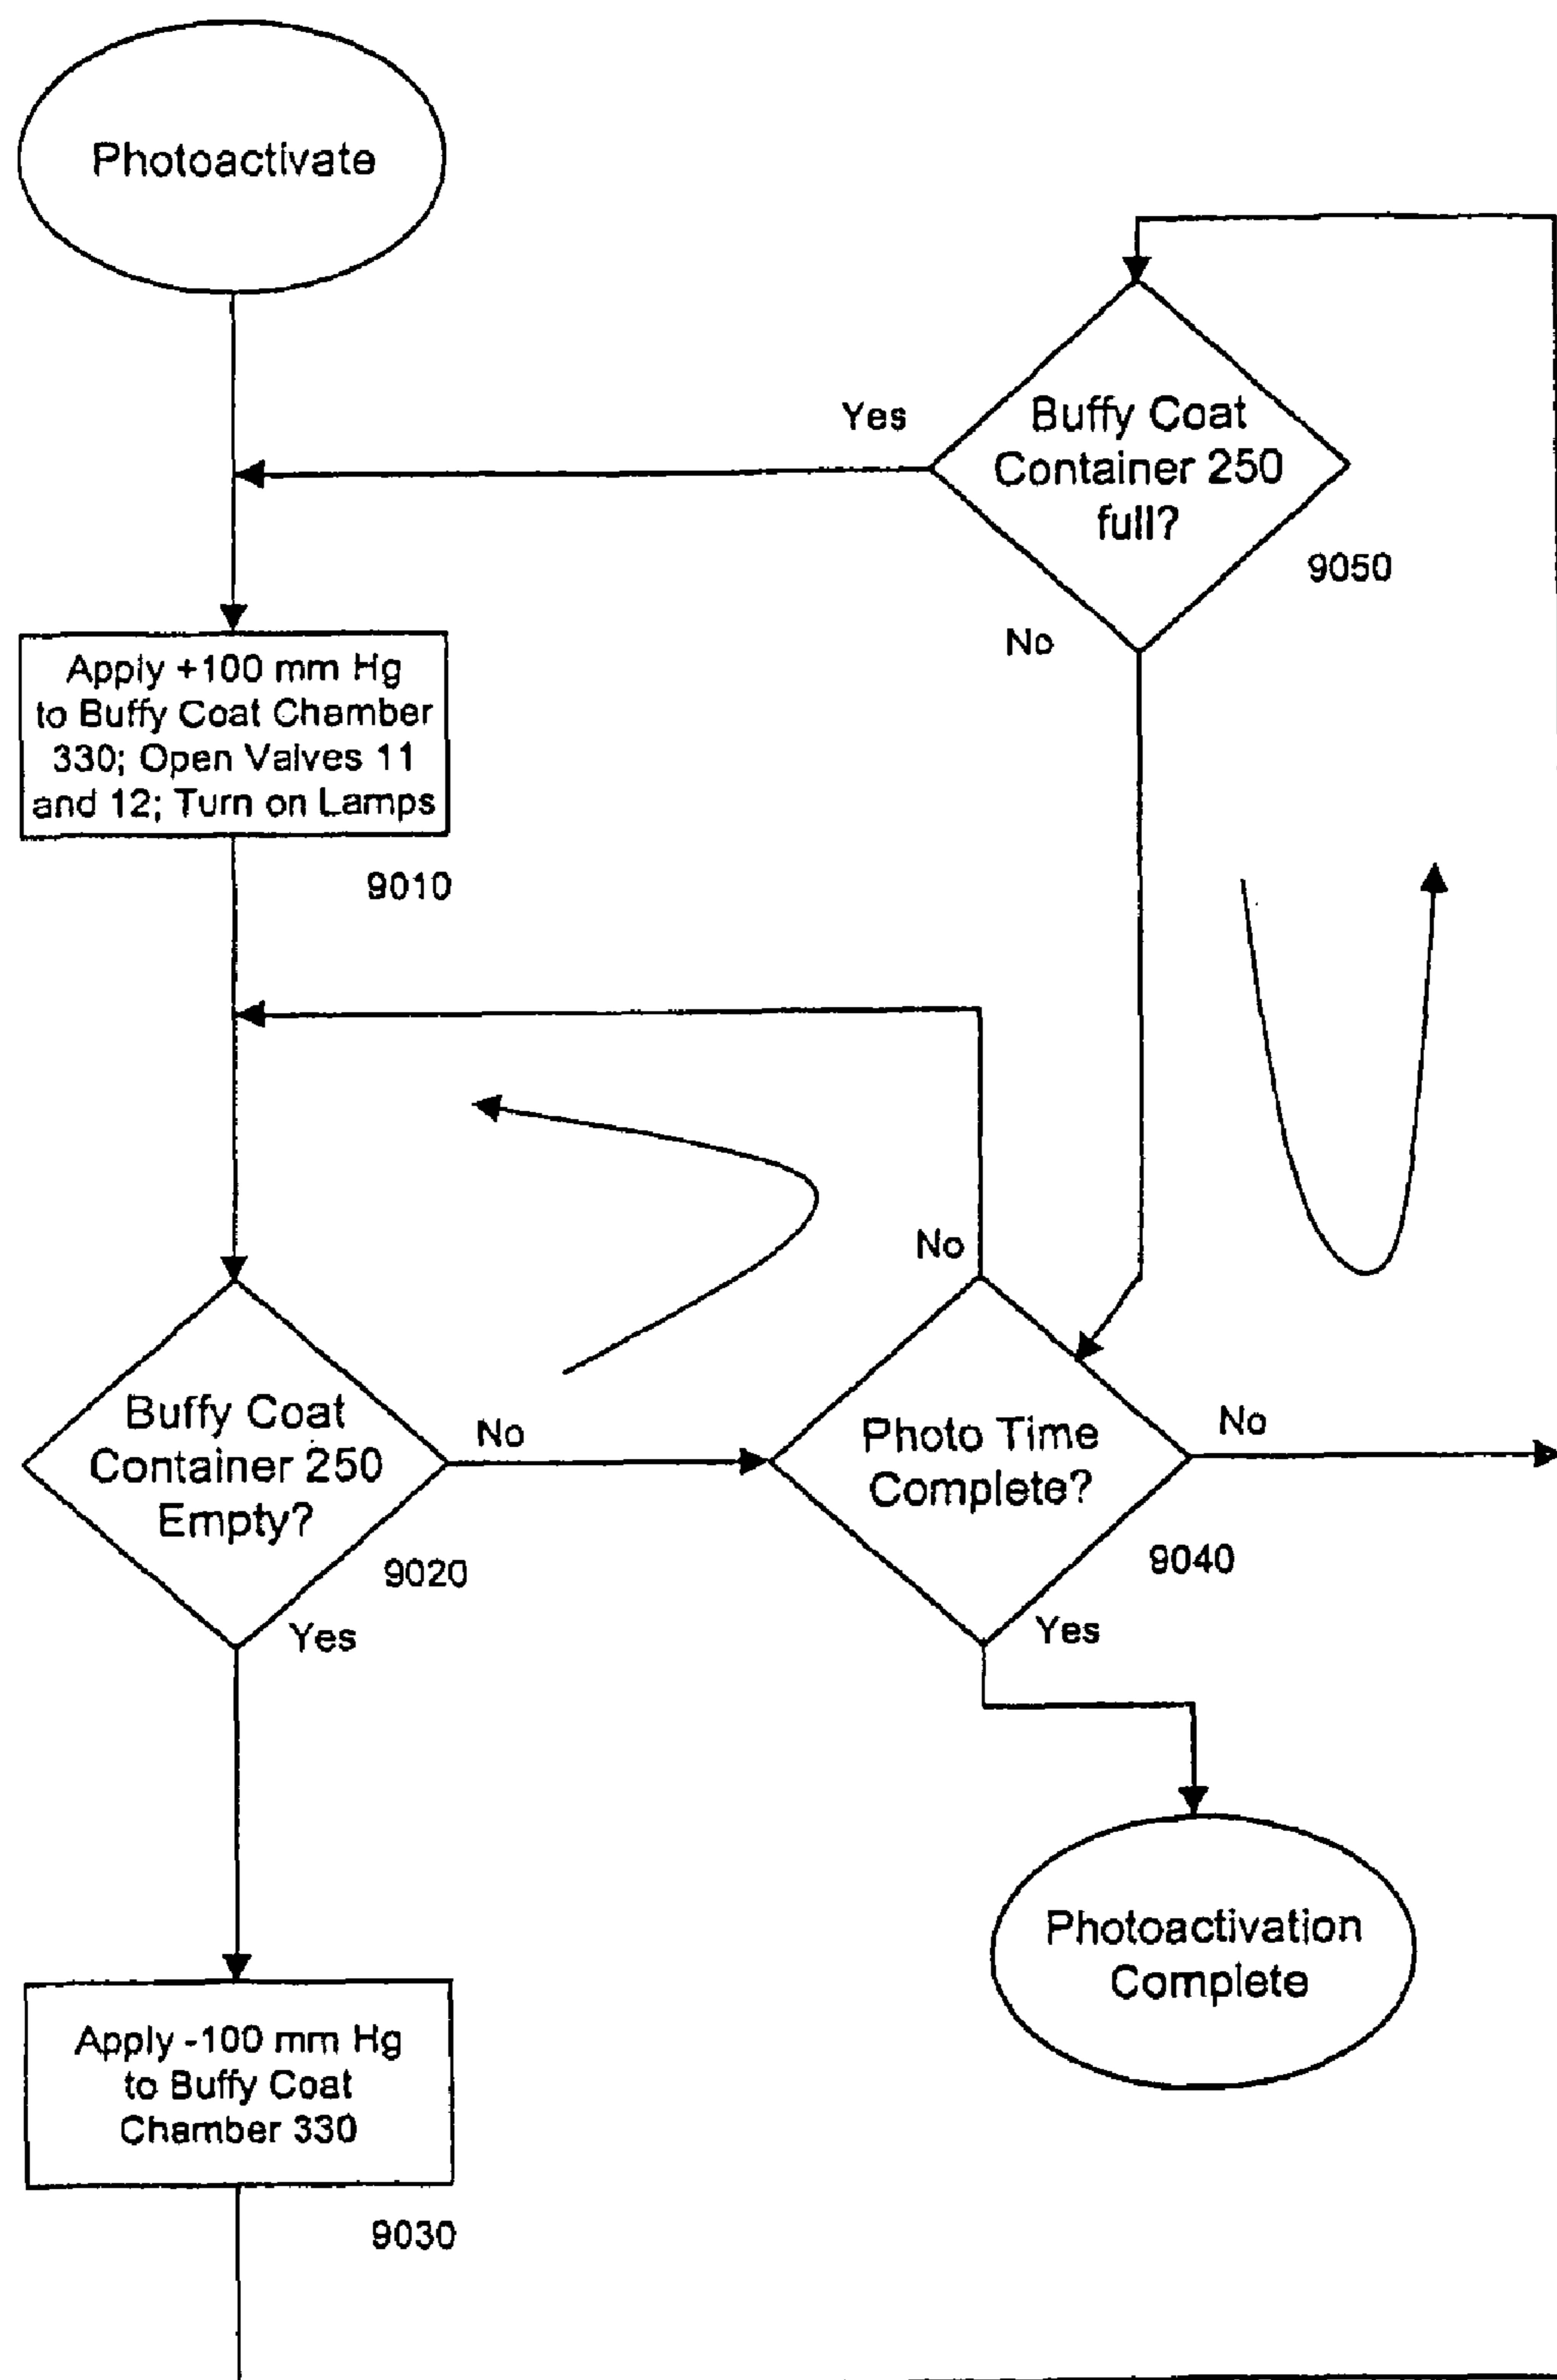 Photoactivate
Yes
Buffy Coat
Container 250
full?
9050
No
Apply +100 mm Hg
to Buffy Coat Chamber
330; Open Valves 11
and 12; Turn on Lamps
9010
No
Buffy Coat
Container 250
Empty?
No
9020
Yes
Photo Time
Complete?
No
9040
Yes
Photoactivation
Complete
Apply -100 mm Hg
to Buffy Coat
Chamber 330
9030